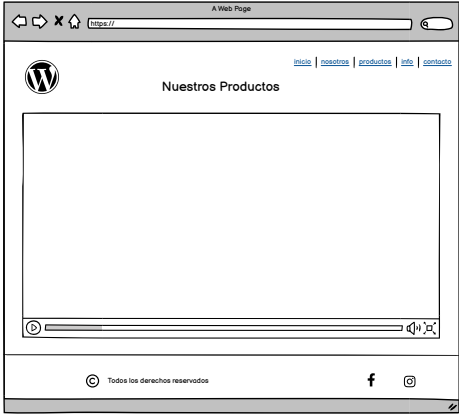 A Web Page
https://
inicio | nosotros | productos | info | contacto
Nuestros Productos
© Todos los derechos reservados